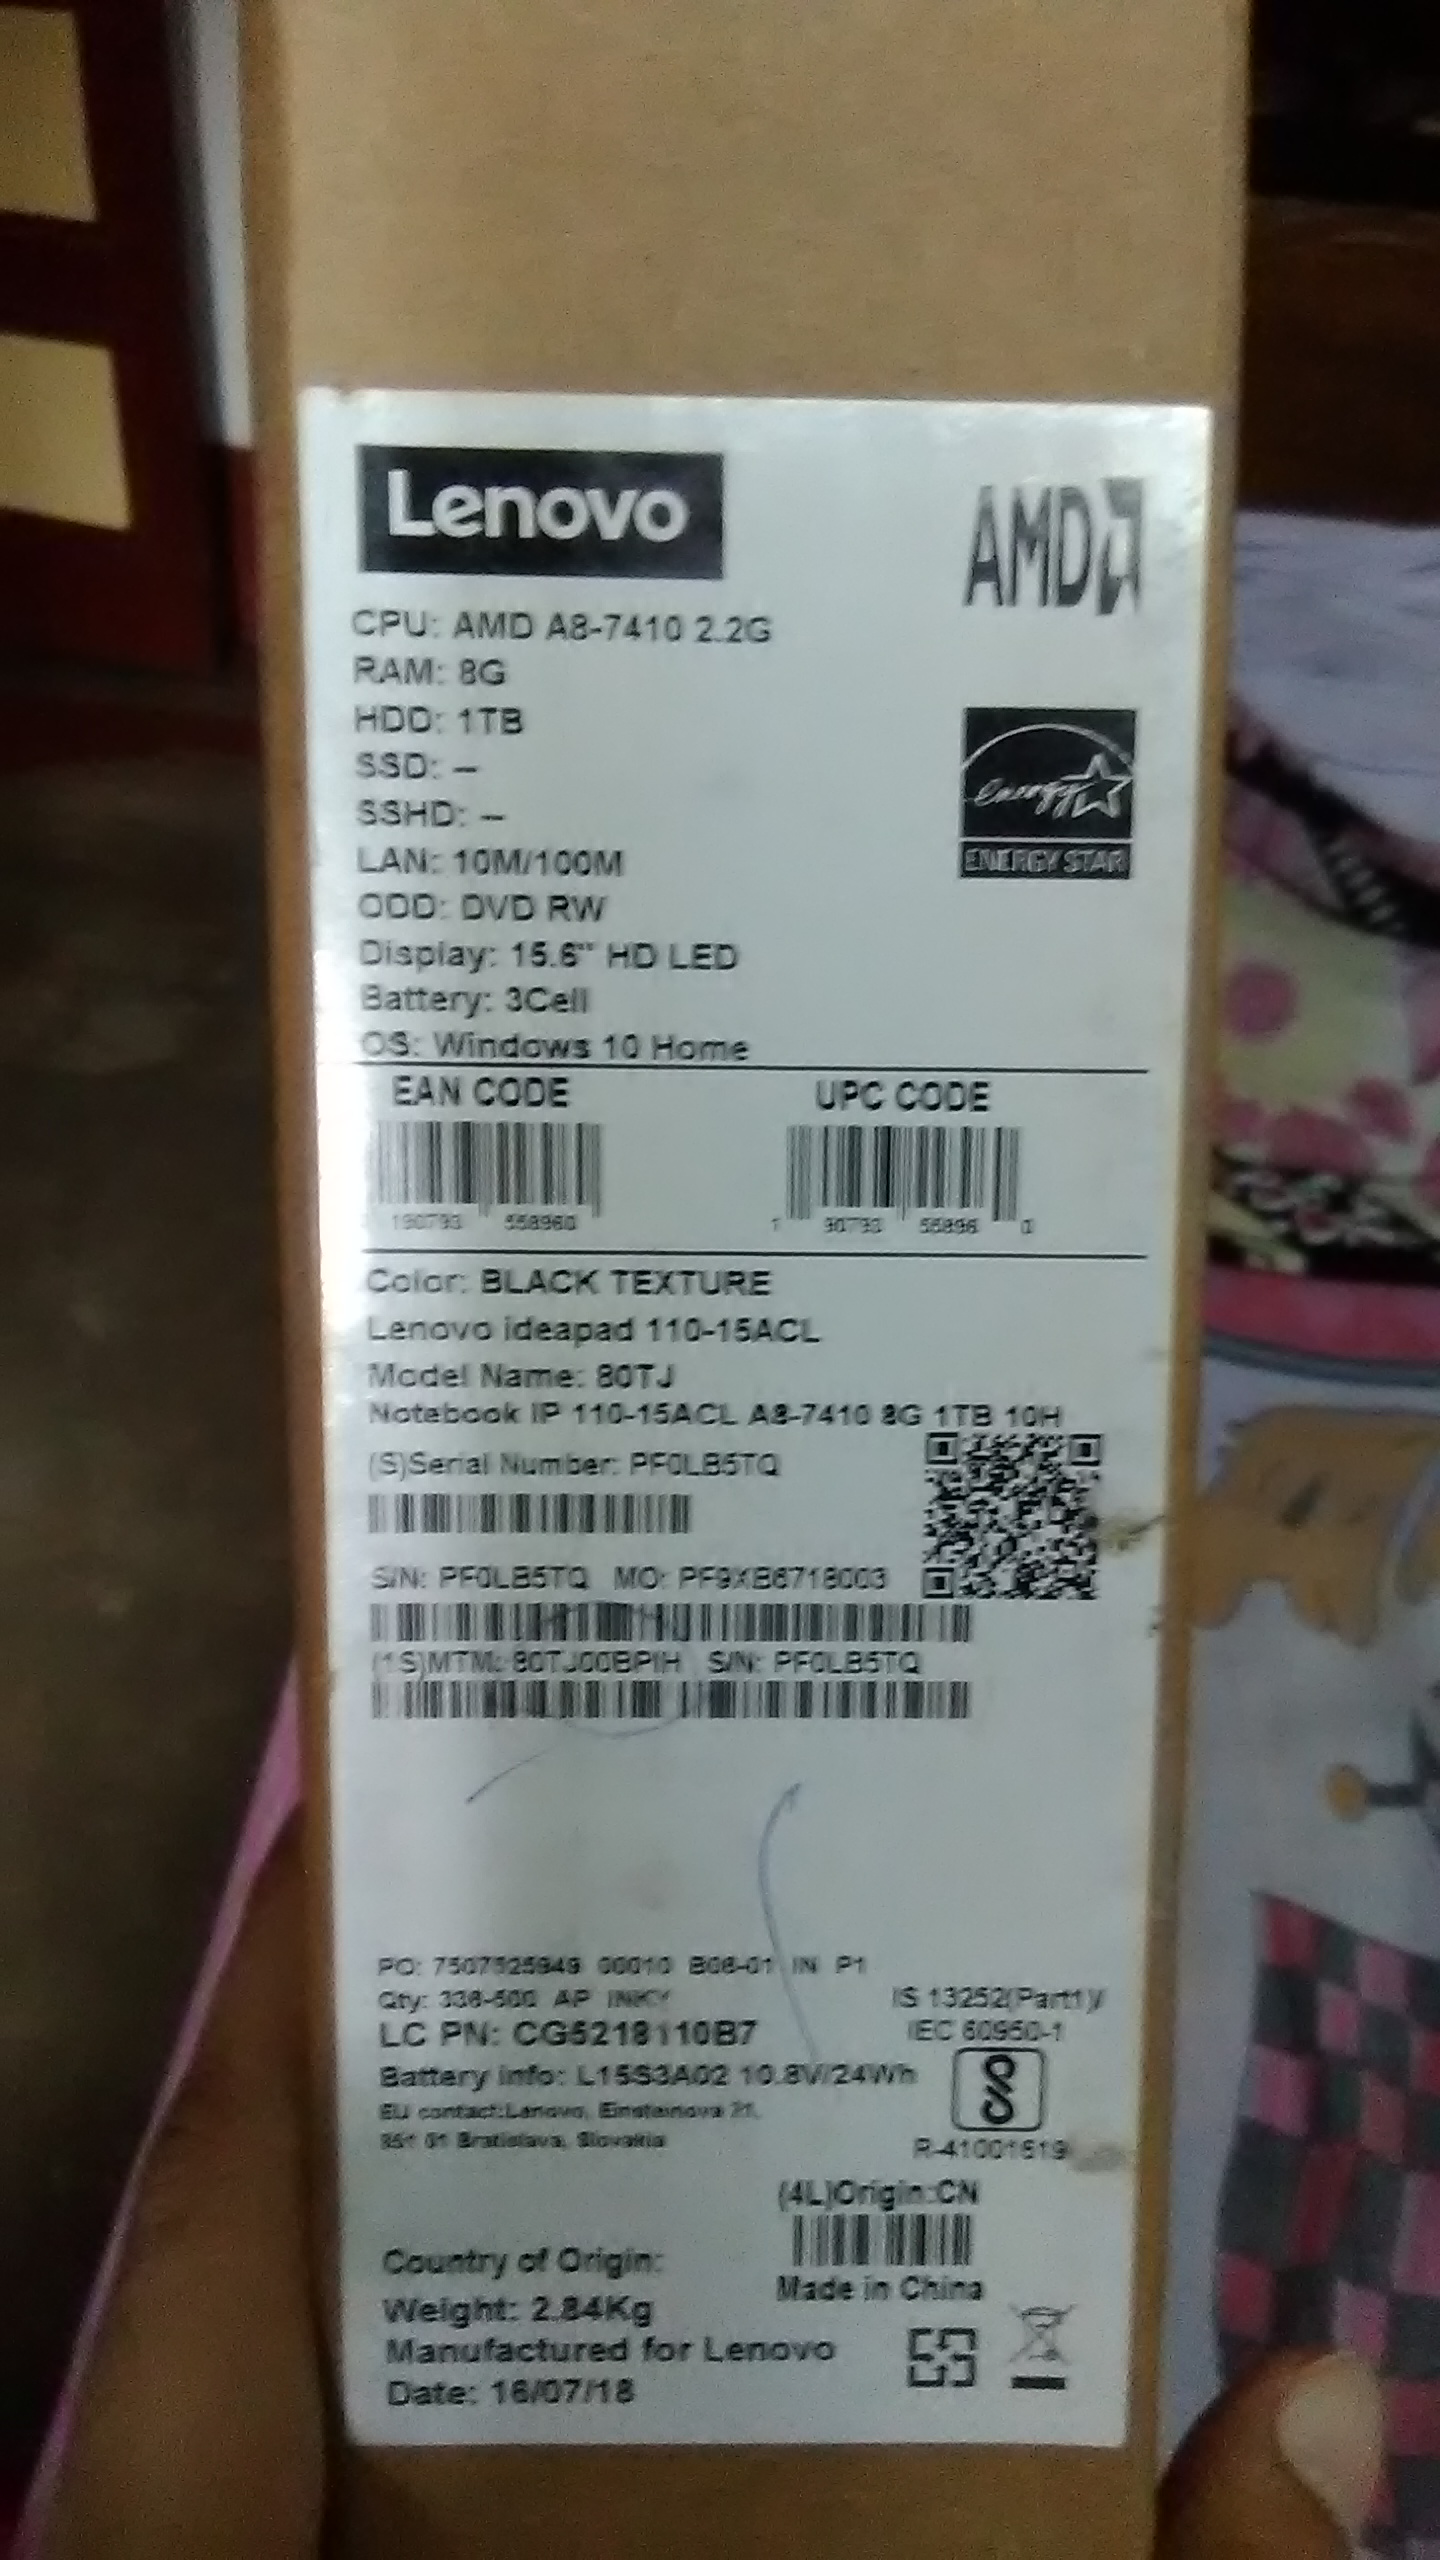 Lenovo
AMD
CPU: AMD A8-7410 2.2G
RAM: 8G
HDD: 1TB
SSD: --
SSHD: --
LAN: 10M/100M
ODD: DVD RW
Display: 15.6" HD LED
Battery: 3Cell
OS: Windows 10 Home
energy
ENERGY STAR
EAN CODE
UPC CODE
190793 558960
1 90793 55896 0
Color: BLACK TEXTURE
Lenovo ideapad 110-15ACL
Model Name: 80TJ
Notebook IP 110-15ACL A8-7410 8G 1TB 10H
(S)Serial Number: PF0LB5TQ
S/N: PF0LB5TQ MO: PF9XB6718003
(1S)MTM: 80TJ00BPIH S/N: PF0LB5TQ
PO: 7507525949 00010 B06-01 IN P1
Qty: AP
LC PN: CG5218110B7
Battery info: L15S3A02 10.8V/24Wh
EU contact:Lenovo, Einsteinova 21,
851 01 Bratislava, Slovakia
IS 13252(Part1)/
IEC 60950-1
R-41001619
(4L)Origin:CN
Made in China
Country of Origin:
Weight: 2.84Kg
Manufactured for Lenovo
Date: 16/07/18